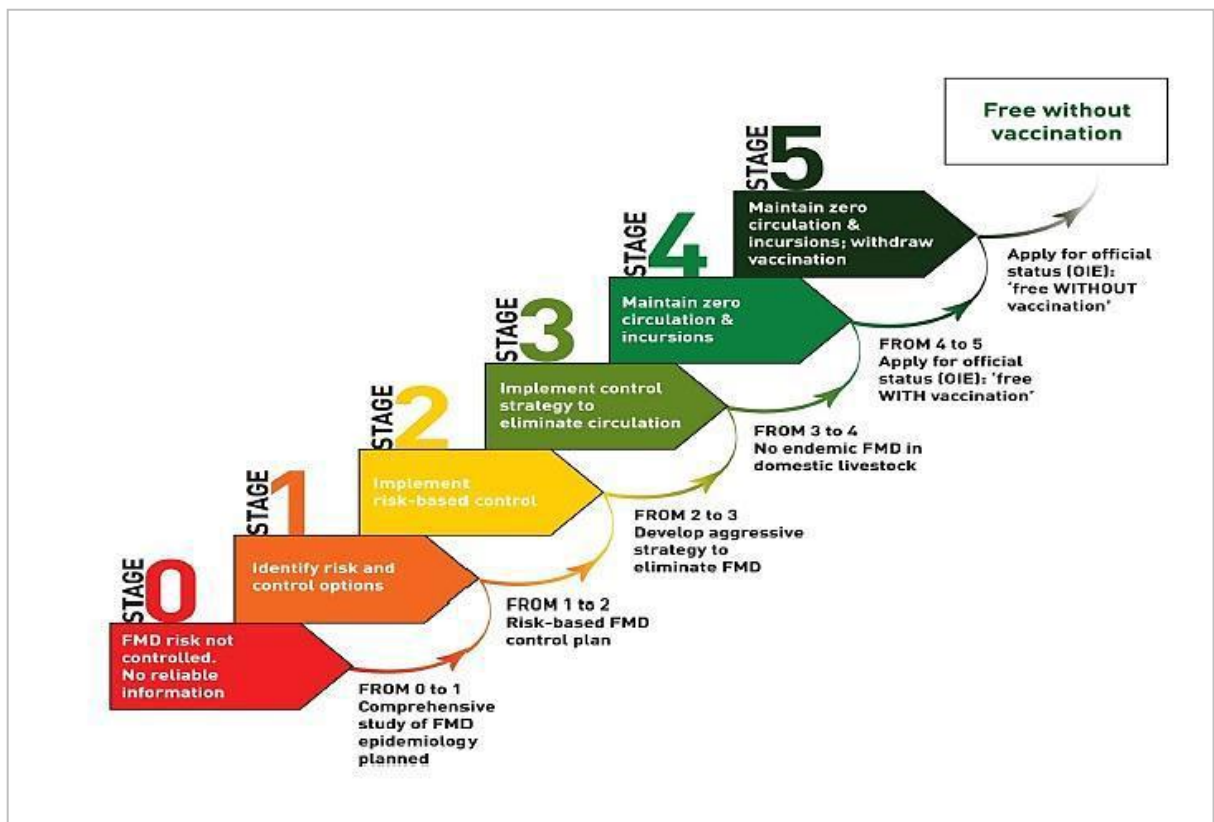 STAGE 0
FMD risk not
controlled.
No reliable
information
FROM 0 to 1
Comprehensive
study of FMD
epidemiology
planned
STAGE 1
Identify risk and
control options
FROM 1 to 2
Risk-based FMD
control plan
STAGE 2
Implement
risk-based control
FROM 2 to 3
Develop aggressive
strategy to
eliminate FMD
STAGE 3
Implement control
strategy to
eliminate circulation
FROM 3 to 4
No endemic FMD in
domestic livestock
STAGE 4
Maintain zero
circulation &
incursions
FROM 4 to 5
Apply for official
status (OIE): 'free
WITH vaccination'
STAGE 5
Maintain zero
circulation &
incursions; withdraw
vaccination
Apply for official
status (OIE):
'free WITHOUT
vaccination'
Free without
vaccination